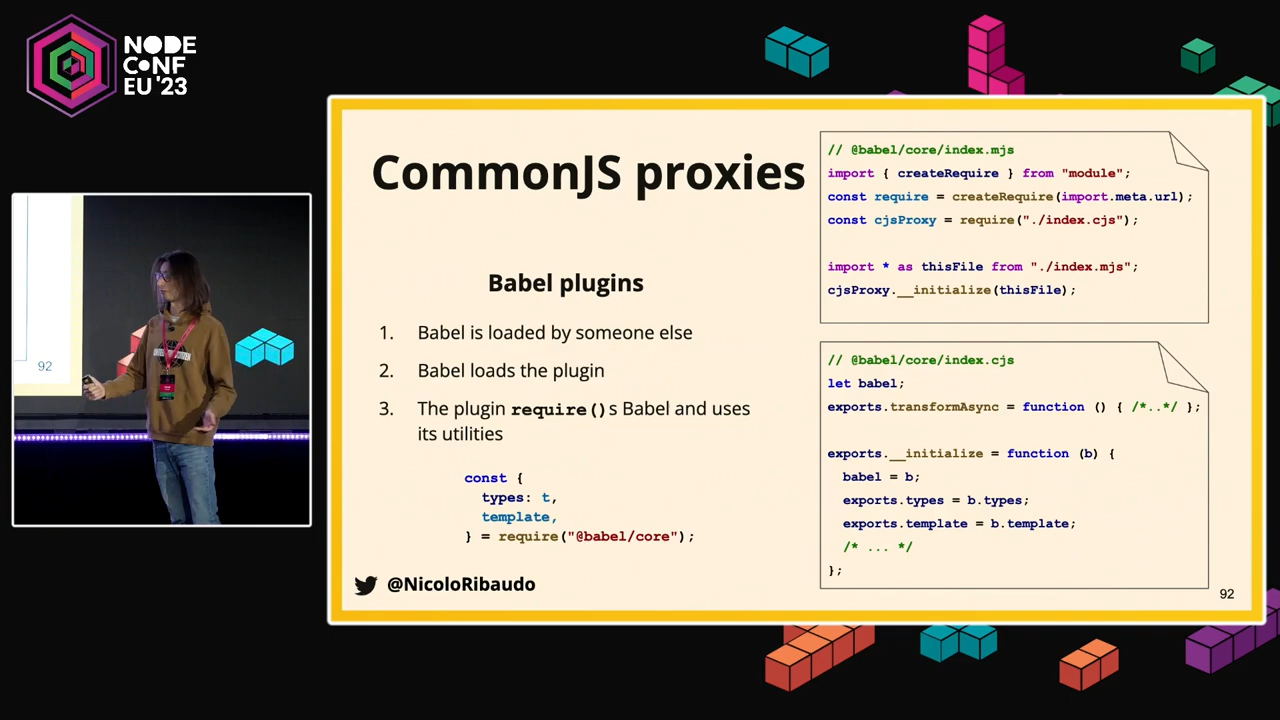 NODE
CONF
EU '23
92
CommonJS proxies
Babel plugins
1. Babel is loaded by someone else
2. Babel loads the plugin
3. The plugin require()s Babel and uses
its utilities
const {
  types: t,
  template,
} = require("@babel/core");
@NicoloRibaudo
// @babel/core/index.mjs
import { createRequire } from "module";
const require = createRequire(import.meta.url);
const cjsProxy = require("./index.cjs");
import * as thisFile from "./index.mjs";
cjsProxy.__initialize(thisFile);
// @babel/core/index.cjs
let babel;
exports.transformAsync = function () { /*..*/ };
exports.__initialize = function (b) {
  babel = b;
  exports.types = b.types;
  exports.template = b.template;
  /* ... */
};
92